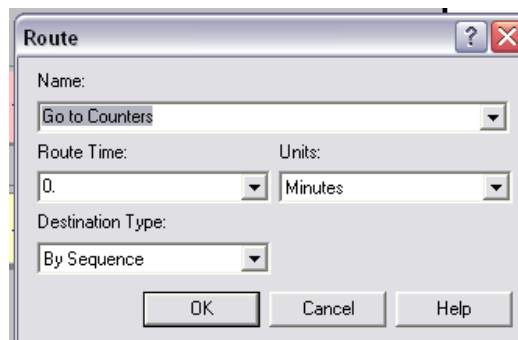 Route
Name:
Go to Counters
Route Time: Units:
0. Minutes
Destination Type:
By Sequence
OK Cancel Help